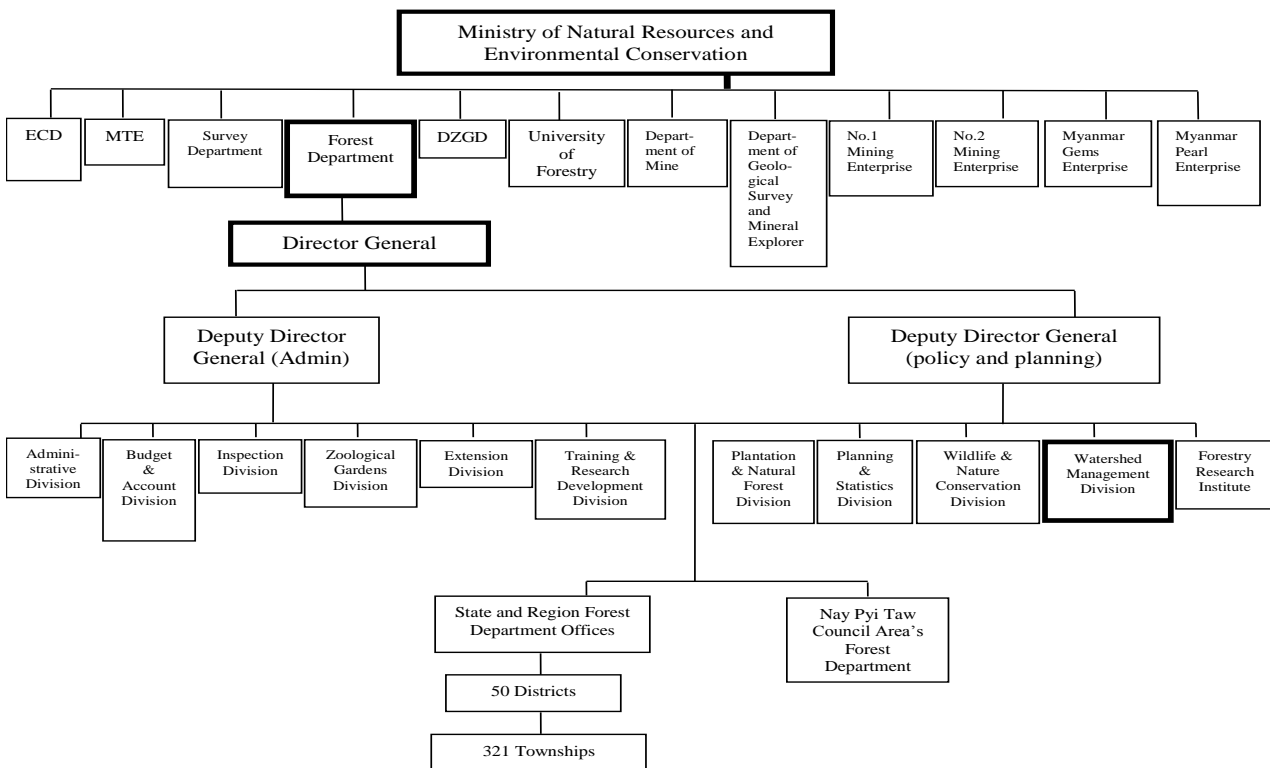 Ministry of Natural Resources and
Environmental Conservation
ECD
MTE
Survey
Department
Forest
Department
DZGD
University
of
Forestry
Depart-
ment of
Mine
Depart-
ment of
Geolo-
gical
Survey
and
Mineral
Explorer
No.1
Mining
Enterprise
No.2
Mining
Enterprise
Myanmar
Gems
Enterprise
Myanmar
Pearl
Enterprise
Director General
Deputy Director
General (Admin)
Deputy Director General
(policy and planning)
Admini-
strative
Division
Budget
&
Account
Division
Inspection
Division
Zoological
Gardens
Division
Extension
Division
Training &
Research
Development
Division
Plantation
& Natural
Forest
Division
Planning
&
Statistics
Division
Wildlife &
Nature
Conservation
Division
Watershed
Management
Division
Forestry
Research
Institute
State and Region Forest
Department Offices
Nay Pyi Taw
Council Area’s
Forest
Department
50 Districts
321 Townships